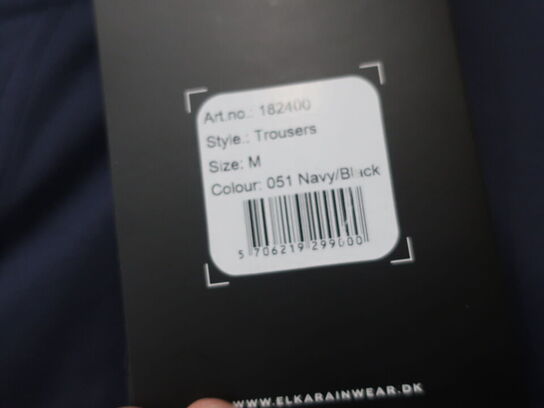 Art.no.: 182400
Style.: Trousers
Size: M
Colour: 051 Navy/Black
5 706219 299000
WWW.ELKARAINWEAR.DK